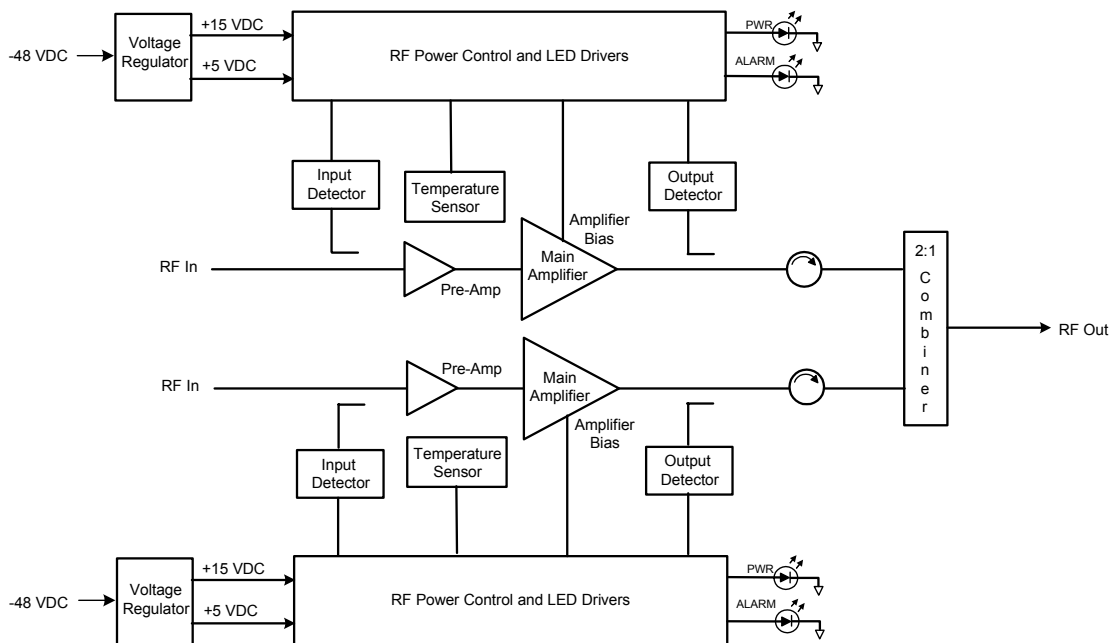 -48 VDC
Voltage
Regulator
+15 VDC
+5 VDC
RF Power Control and LED Drivers
PWR
ALARM
Input
Detector
Temperature
Sensor
Amplifier
Bias
Output
Detector
RF In
Pre-Amp
Main
Amplifier
2:1
Combiner
RF Out
RF In
Pre-Amp
Main
Amplifier
Amplifier
Bias
Input
Detector
Temperature
Sensor
Output
Detector
-48 VDC
Voltage
Regulator
+15 VDC
+5 VDC
RF Power Control and LED Drivers
PWR
ALARM